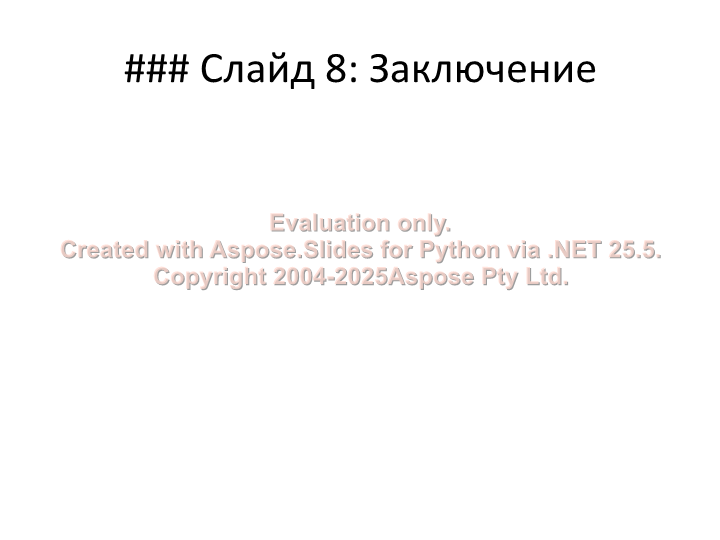 ### Слайд 8: Заключение
Evaluation only.
Created with Aspose.Slides for Python via .NET 25.5.
Copyright 2004-2025Aspose Pty Ltd.